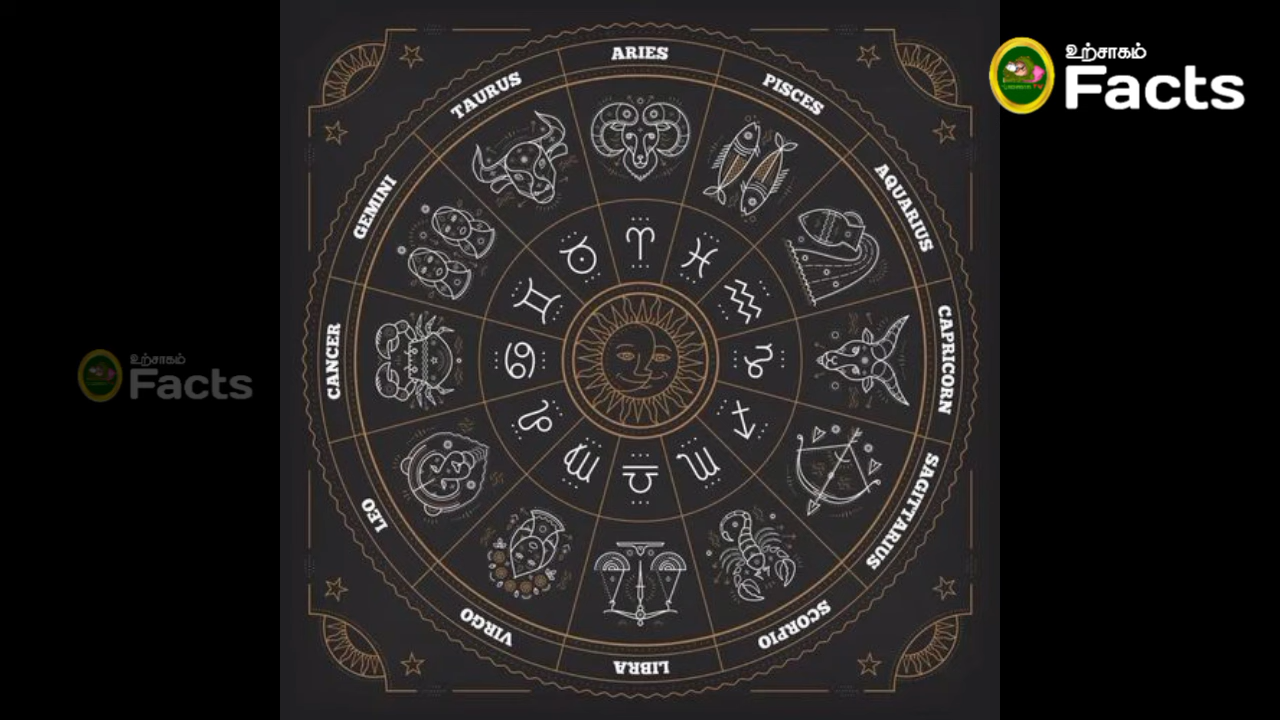 உற்சாகம்
Facts
ARIES
PISCES
AQUARIUS
CAPRICORN
SAGITTARIUS
SCORPIO
LIBRA
VIRGO
LEO
CANCER
GEMINI
TAURUS
உற்சாகம்
Facts